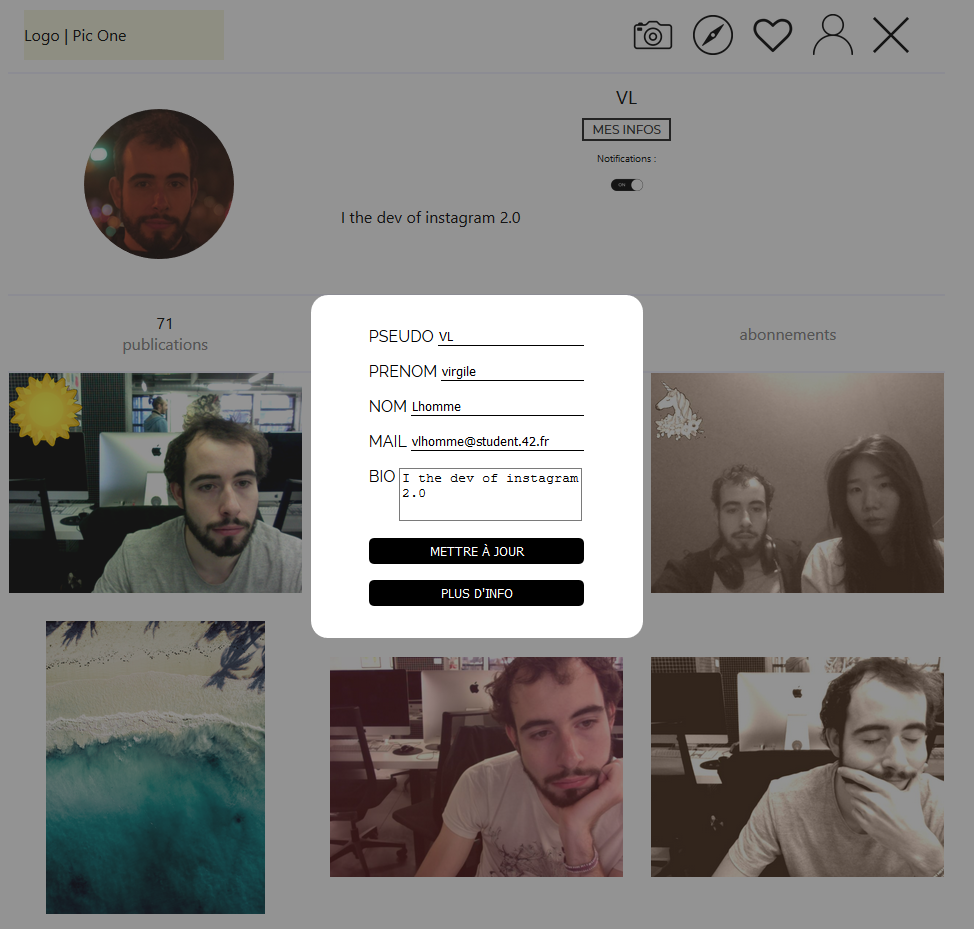 Logo | Pic One
VL
MES INFOS
Notifications :
ON
I the dev of instagram 2.0
71
publications
abonnements
PSEUDO VL
PRENOM virgile
NOM Lhomme
MAIL vlhomme@student.42.fr
BIO I the dev of instagram
2.0
METTRE À JOUR
PLUS D'INFO